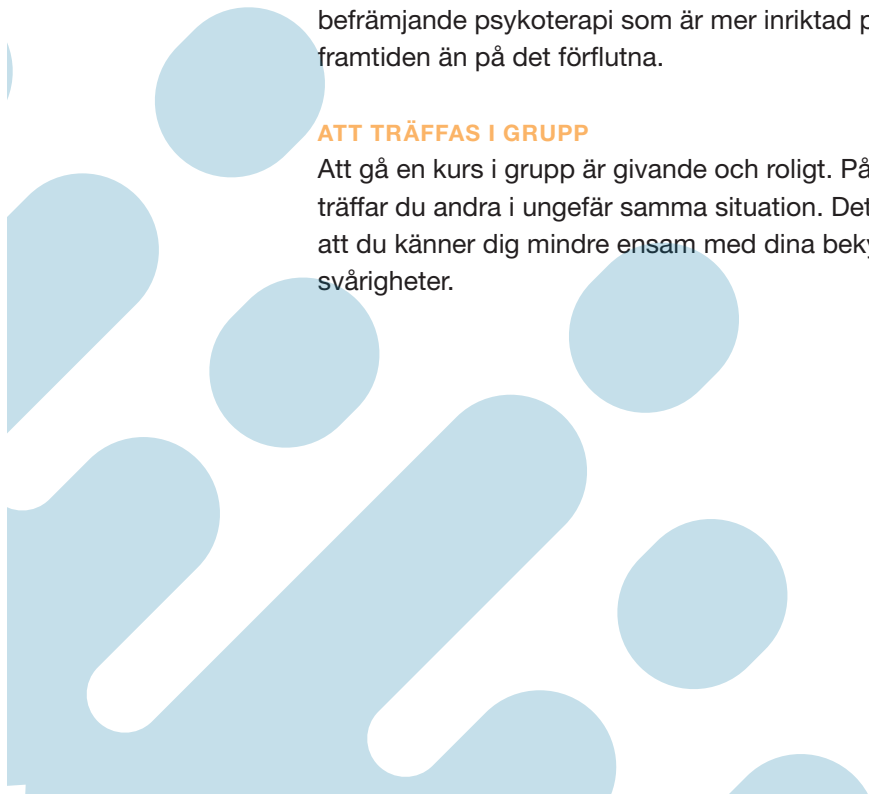 befrämjande psykoterapi som är mer inriktad
framtiden än på det förflutna.
ATT TRÄFFAS I GRUPP
Att gå en kurs i grupp är givande och roligt. På
träffar du andra i ungefär samma situation. Det
att du känner dig mindre ensam med dina
svårigheter.